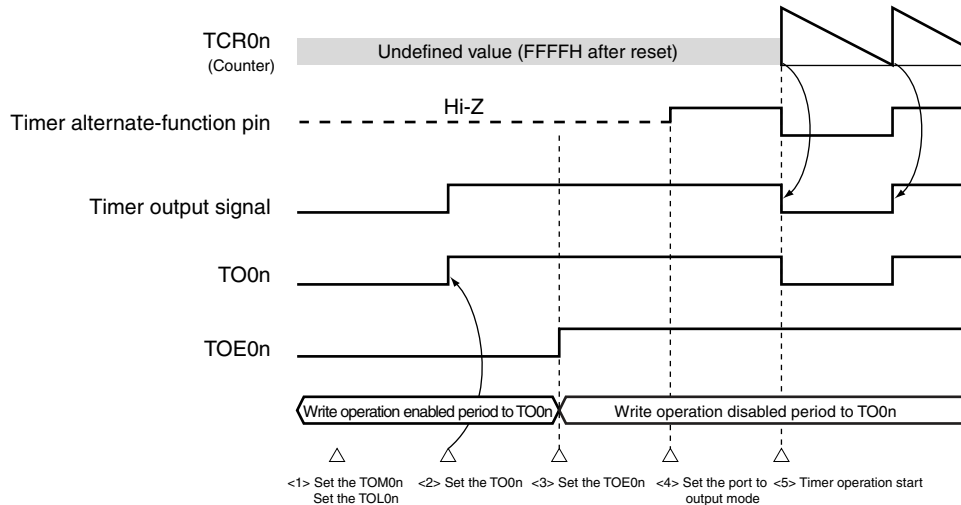 TCR0n
(Counter)
Undefined value (FFFFH after reset)
Hi-Z
Timer alternate-function pin
Timer output signal
TO0n
TOE0n
Write operation enabled period to TO0n
Write operation disabled period to TO0n
<1> Set the TOM0n
Set the TOL0n
<2> Set the TO0n
<3> Set the TOE0n
<4> Set the port to
output mode
<5> Timer operation start